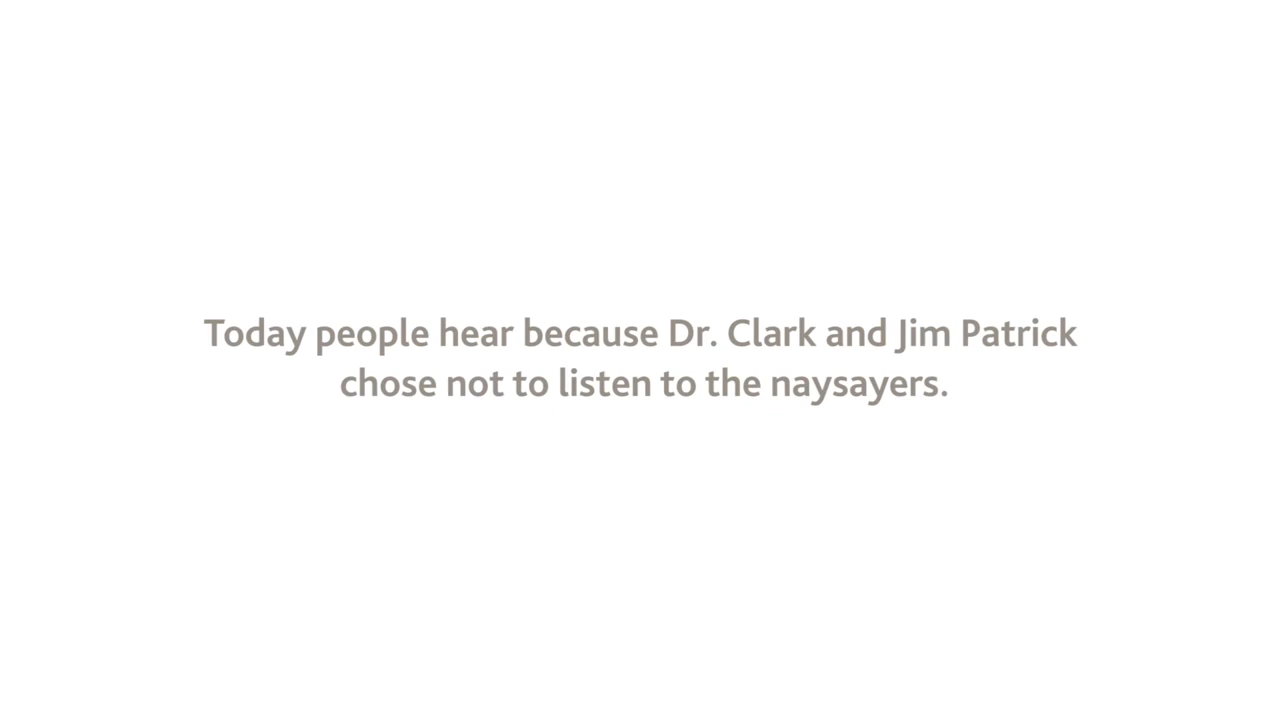 Today people hear because Dr. Clark and Jim Patrick
chose not to listen to the naysayers.